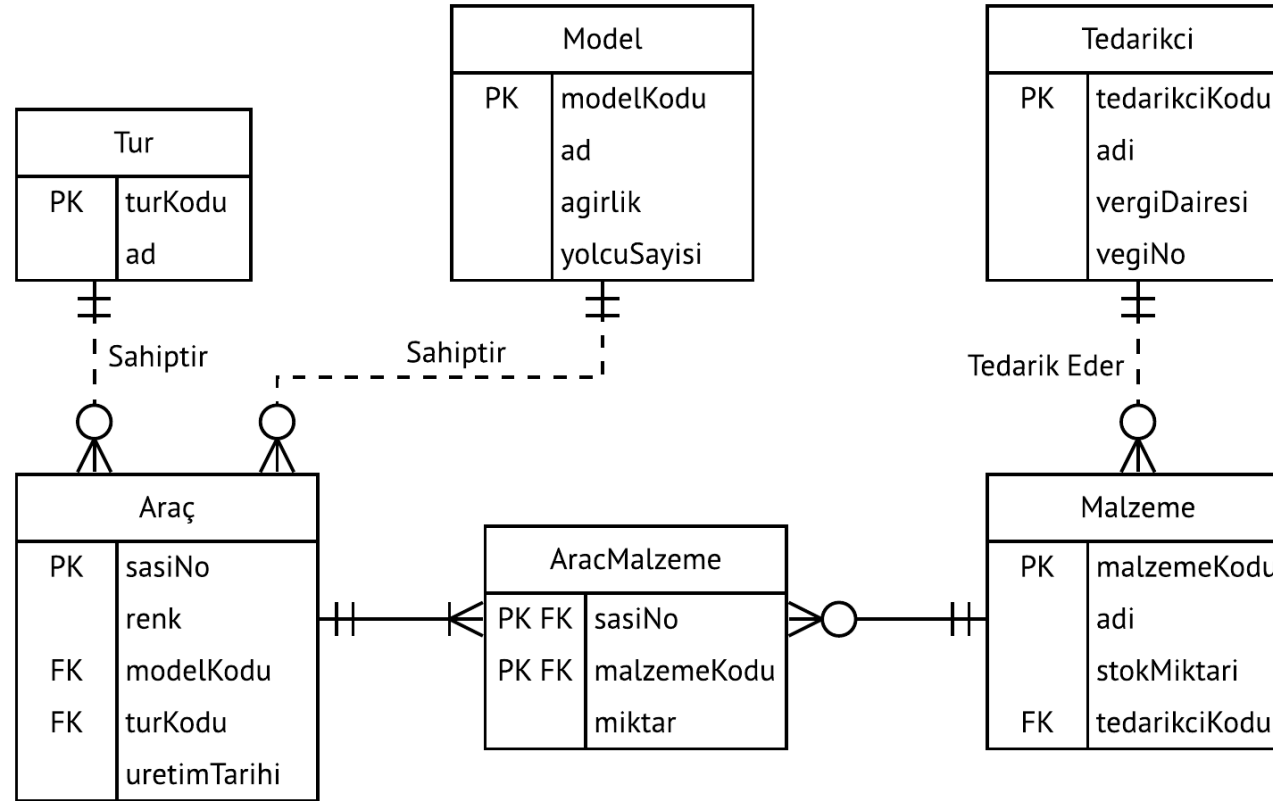 Model
PK modelKodu
ad
agirlik
yolcuSayisi
Tedarikci
PK tedarikciKodu
adi
vergiDairesi
vegiNo
Tur
PK turKodu
ad
Sahiptir
Sahiptir
Tedarik Eder
Araç
PK sasiNo
renk
FK modelKodu
FK turKodu
uretimTarihi
AracMalzeme
PK FK sasiNo
PK FK malzemeKodu
miktar
Malzeme
PK malzemeKodu
adi
stokMiktari
FK tedarikciKodu